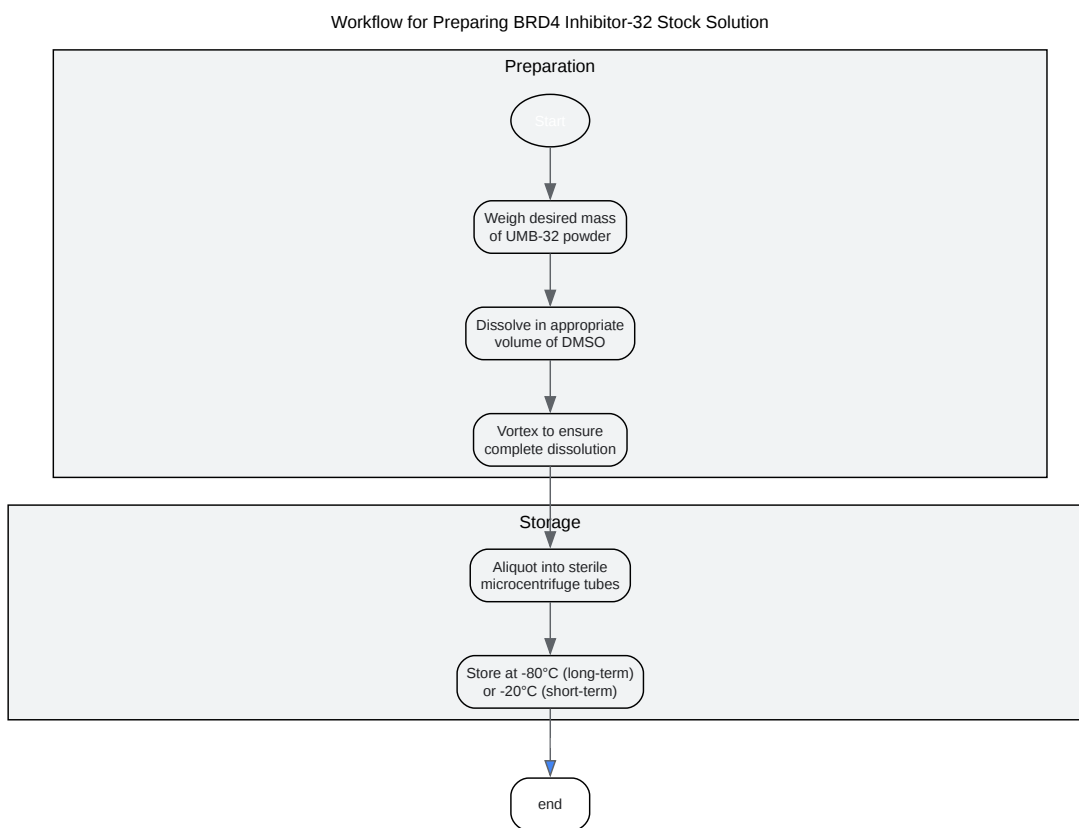 Workflow for Preparing BRD4 Inhibitor-32 Stock Solution
Preparation
Start
Weigh desired mass
of UMB-32 powder
Dissolve in appropriate
volume of DMSO
Vortex to ensure
complete dissolution
Storage
Aliquot into sterile
microcentrifuge tubes
Store at -80°C (long-term)
or -20°C (short-term)
end